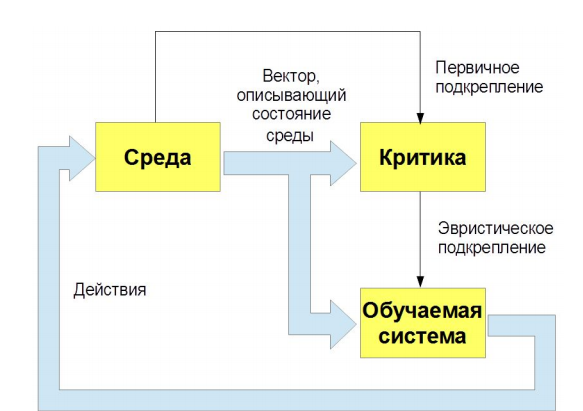 Вектор,
описывающий
состояние
среды
Первичное
подкрепление
Среда
Критика
Эвристическое
подкрепление
Действия
Обучаемая
система